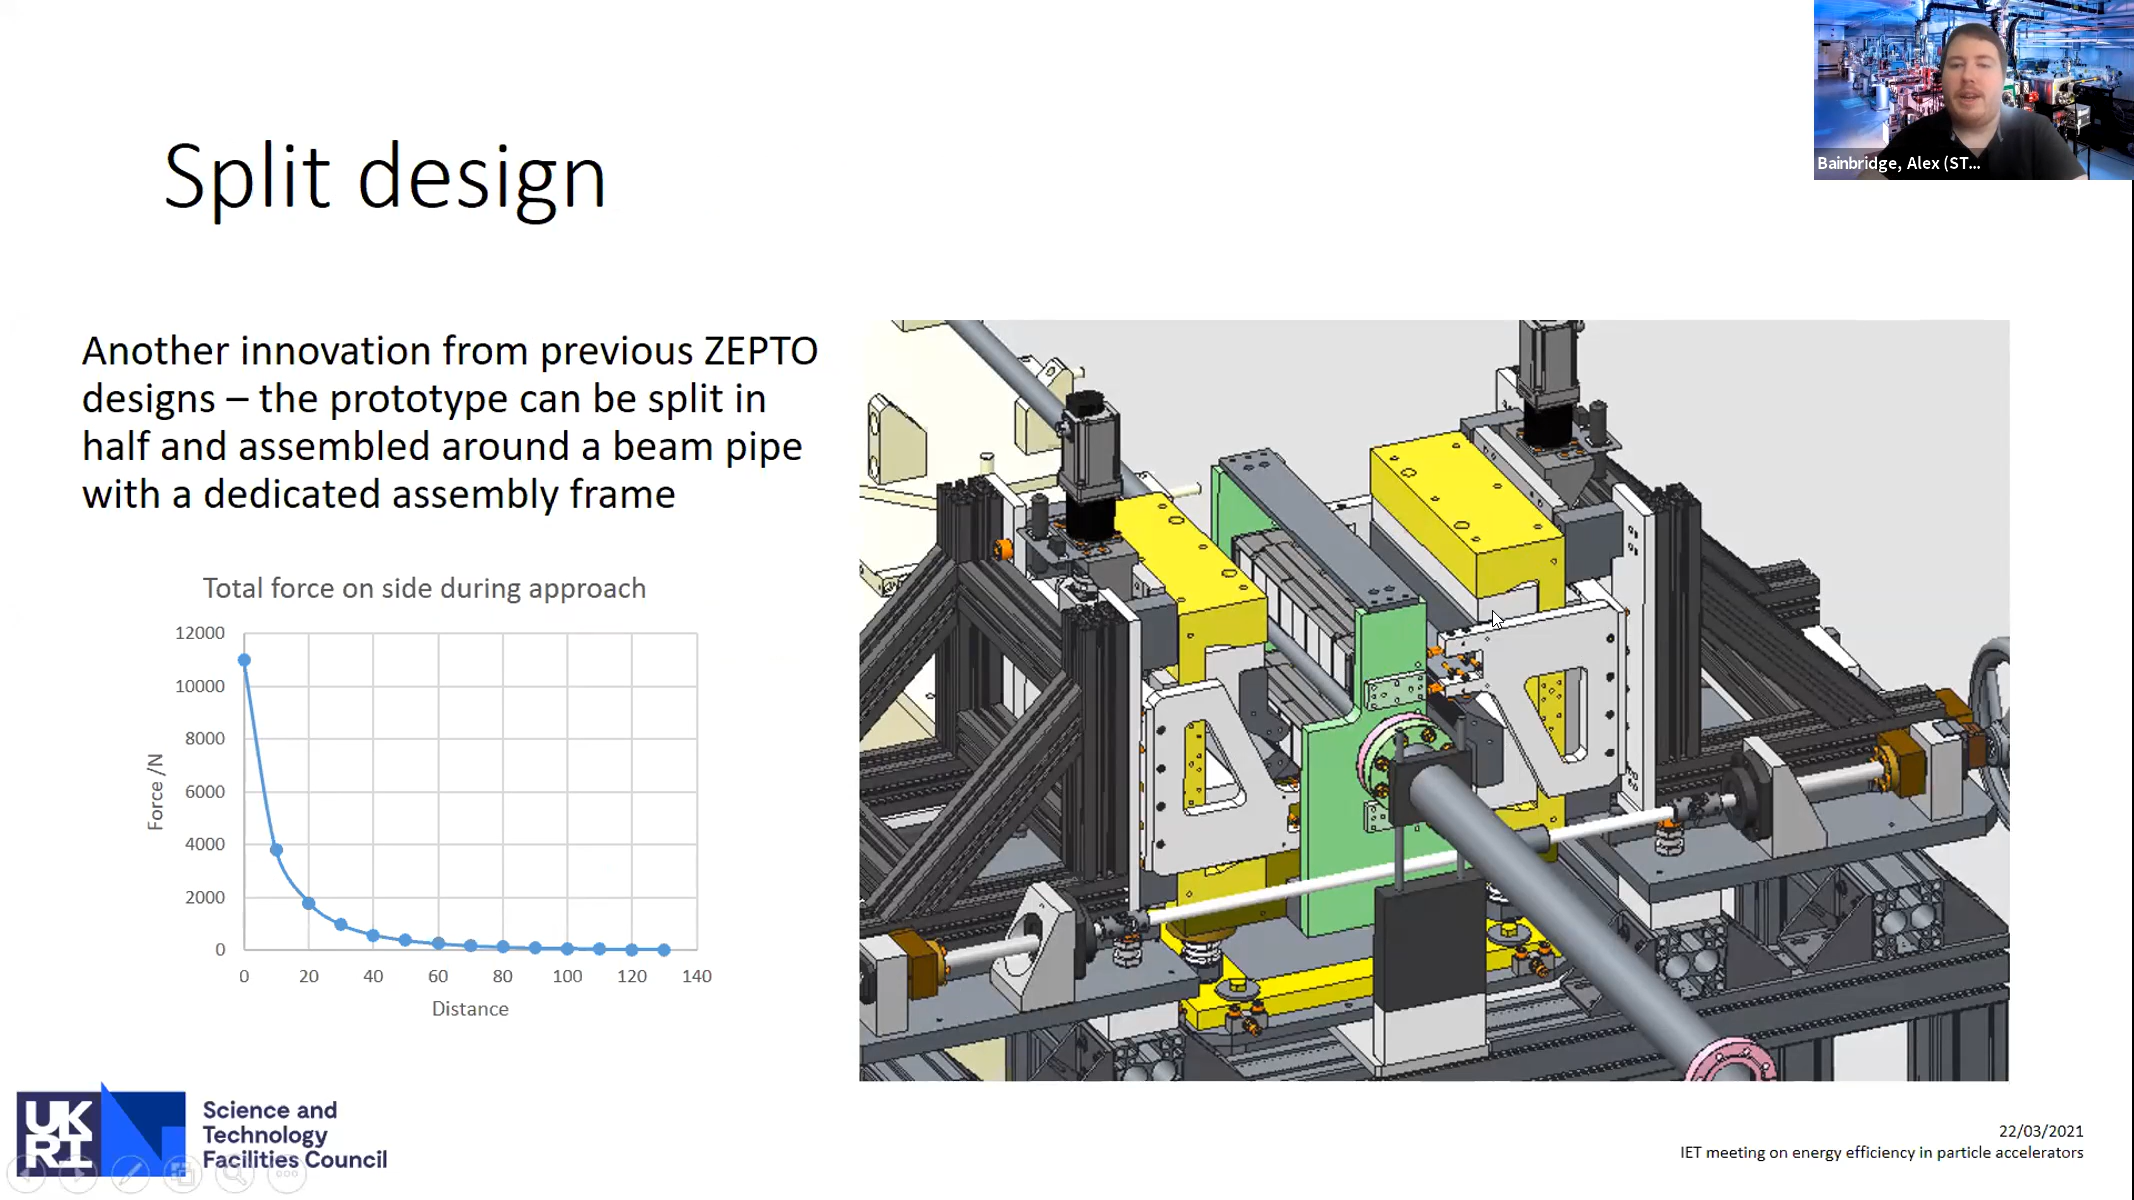 Bainbridge, Alex (ST...
Split design
Another innovation from previous ZEPTO
designs – the prototype can be split in
half and assembled around a beam pipe
with a dedicated assembly frame
Total force on side during approach
12000
10000
8000
6000
4000
2000
0
Force /N
0 20 40 60 80 100 120 140
Distance
UK
RI
Science and
Technology
Facilities Council
22/03/2021
IET meeting on energy efficiency in particle accelerators